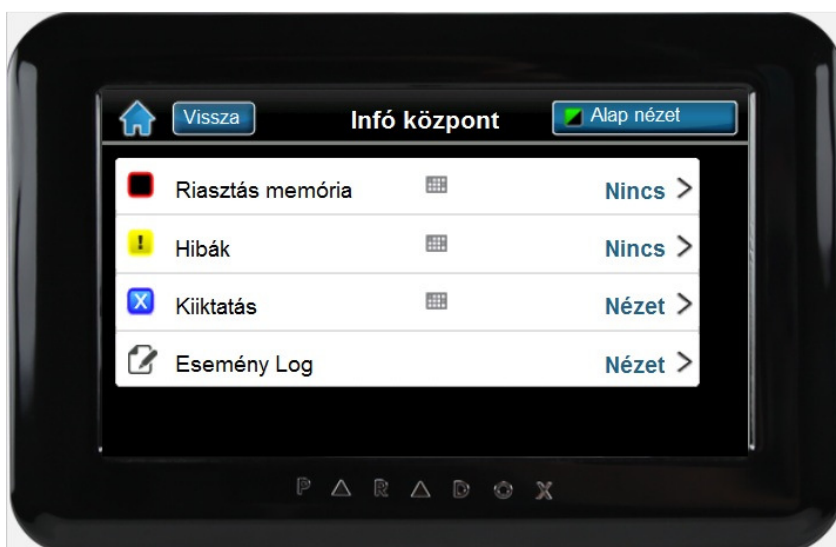 Vissza
Infó központ
Alap nézet
Riasztás memória
Nincs
Hibák
Nincs
Kiiktatás
Nézet
Esemény Log
Nézet
PARADOX